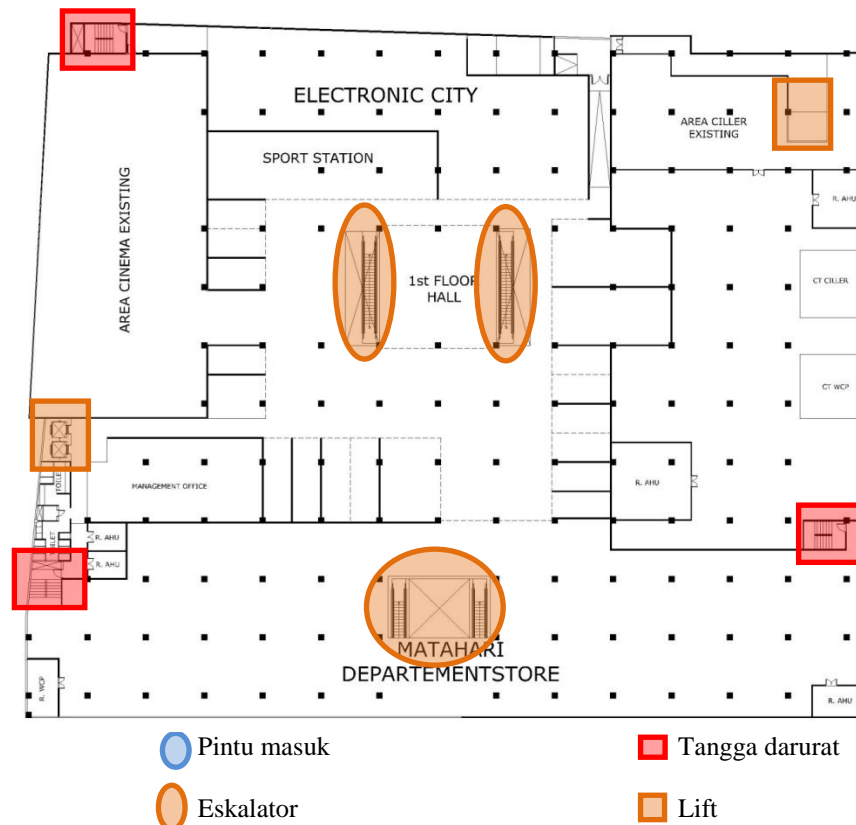 ELECTRONIC CITY
SPORT STATION
AREA CILLER
EXISTING
AREA CINEMA EXISTING
R. AHU
1st FLOOR
HALL
CT CILLER
CT WCP
TOILET
MANAGEMENT OFFICE
R. AHU
R. AHU
TOILET
R. AHU
MATAHARI
DEPARTEMENTSTORE
R. WCP
R. AHU
Pintu masuk
Tangga darurat
Eskalator
Lift